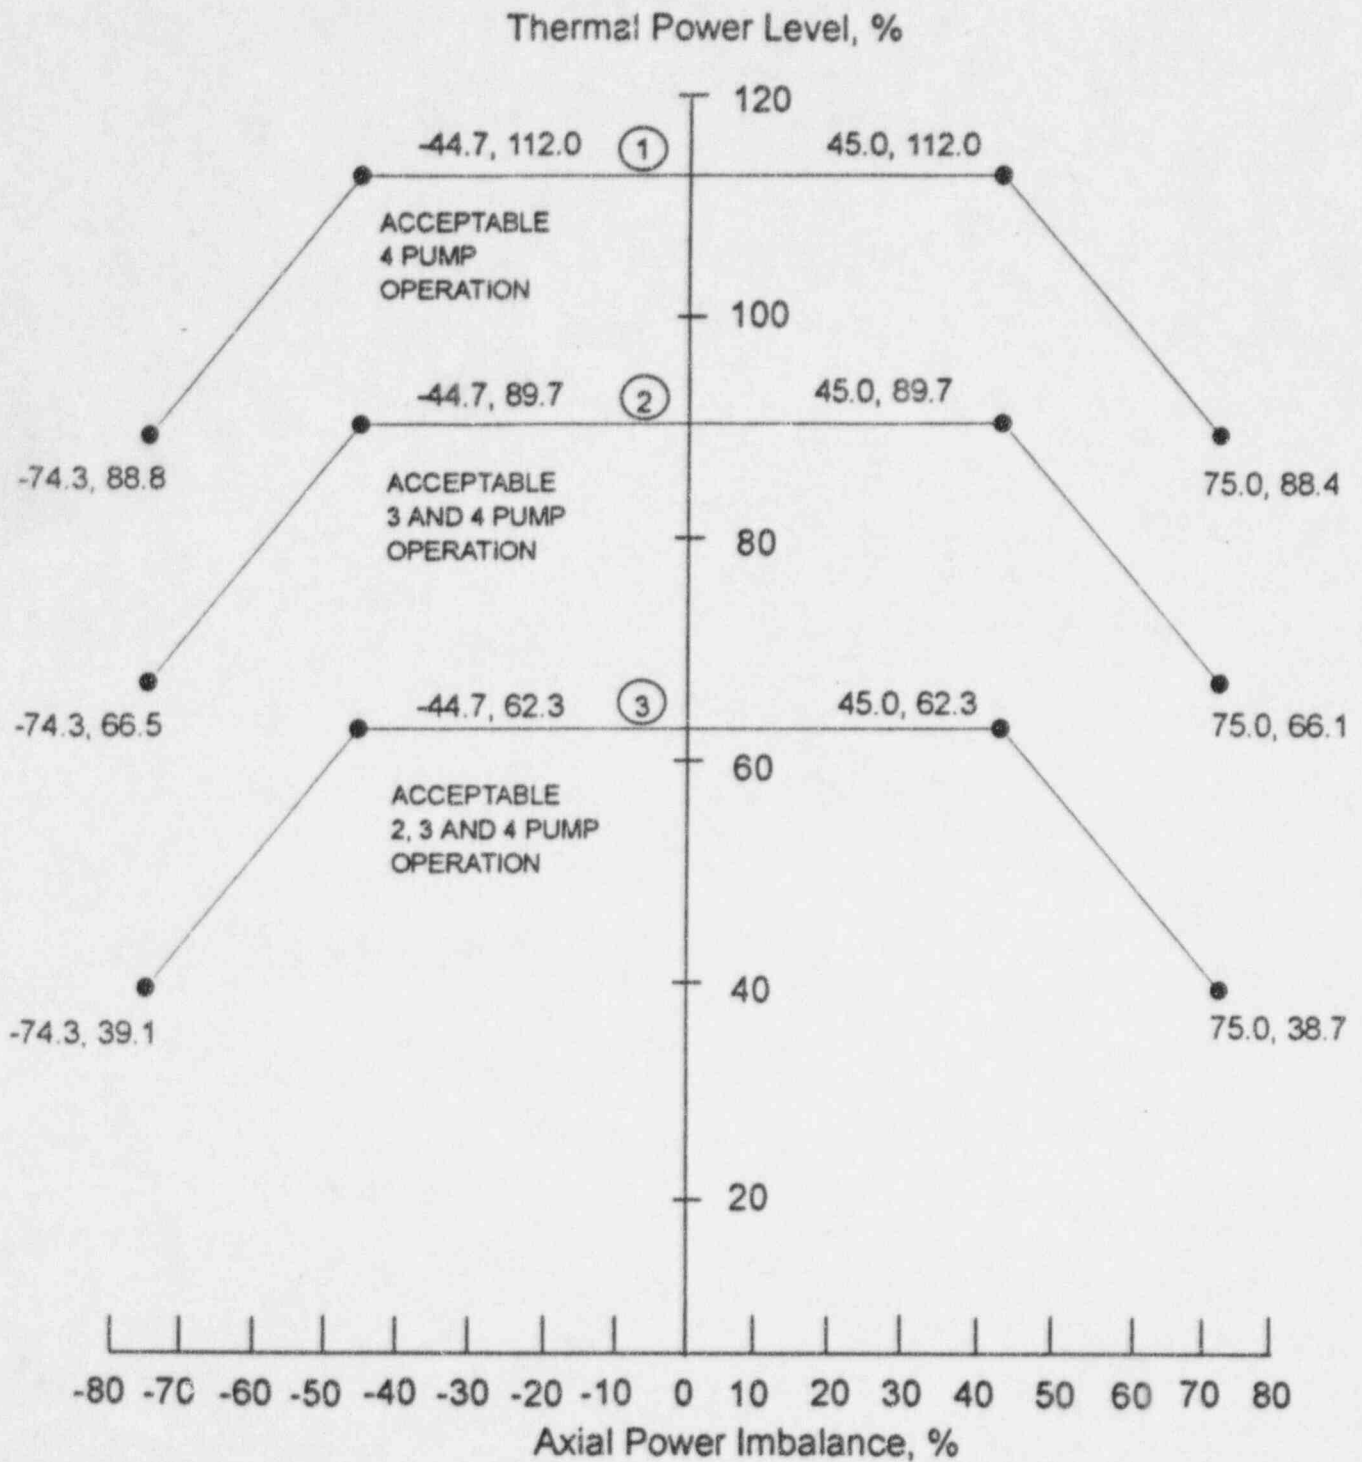 Thermal Power Level, %
120
-44.7, 112.0
1
45.0, 112.0
ACCEPTABLE
4 PUMP
OPERATION
100
-44.7, 89.7
2
45.0, 89.7
-74.3, 88.8
75.0, 88.4
ACCEPTABLE
3 AND 4 PUMP
OPERATION
80
-44.7, 62.3
3
45.0, 62.3
-74.3, 66.5
75.0, 66.1
60
ACCEPTABLE
2, 3 AND 4 PUMP
OPERATION
40
-74.3, 39.1
75.0, 38.7
20
-80 -70 -60 -50 -40 -30 -20 -10 0 10 20 30 40 50 60 70 80
Axial Power Imbalance, %